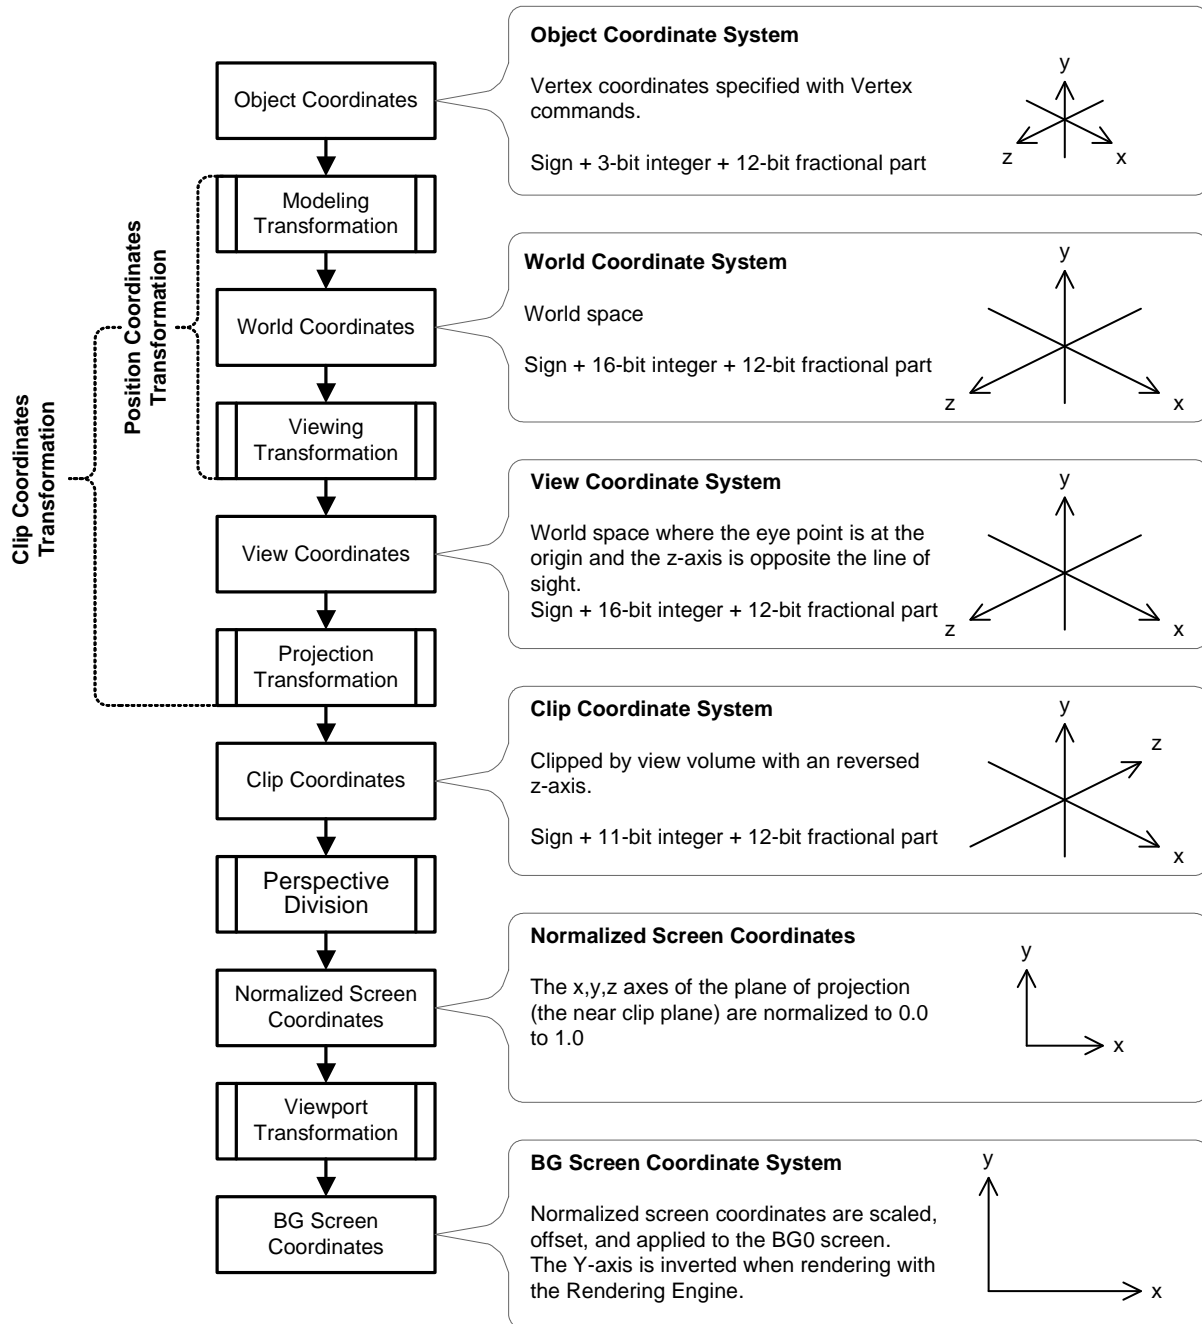 Object Coordinates
Object Coordinate System
Vertex coordinates specified with Vertex
commands.
Sign + 3-bit integer + 12-bit fractional part
y
z
x
Modeling
Transformation
Position Coordinates
Transformation
Clip Coordinates
Transformation
World Coordinates
World Coordinate System
World space
Sign + 16-bit integer + 12-bit fractional part
y
z
x
Viewing
Transformation
View Coordinates
View Coordinate System
World space where the eye point is at the
origin and the z-axis is opposite the line of
sight.
Sign + 16-bit integer + 12-bit fractional part
y
z
x
Projection
Transformation
Clip Coordinates
Clip Coordinate System
Clipped by view volume with an reversed
z-axis.
Sign + 11-bit integer + 12-bit fractional part
y
z
x
Perspective
Division
Normalized Screen
Coordinates
Normalized Screen Coordinates
The x,y,z axes of the plane of projection
(the near clip plane) are normalized to 0.0
to 1.0
y
x
Viewport
Transformation
BG Screen
Coordinates
BG Screen Coordinate System
Normalized screen coordinates are scaled,
offset, and applied to the BG0 screen.
The Y-axis is inverted when rendering with
the Rendering Engine.
y
x